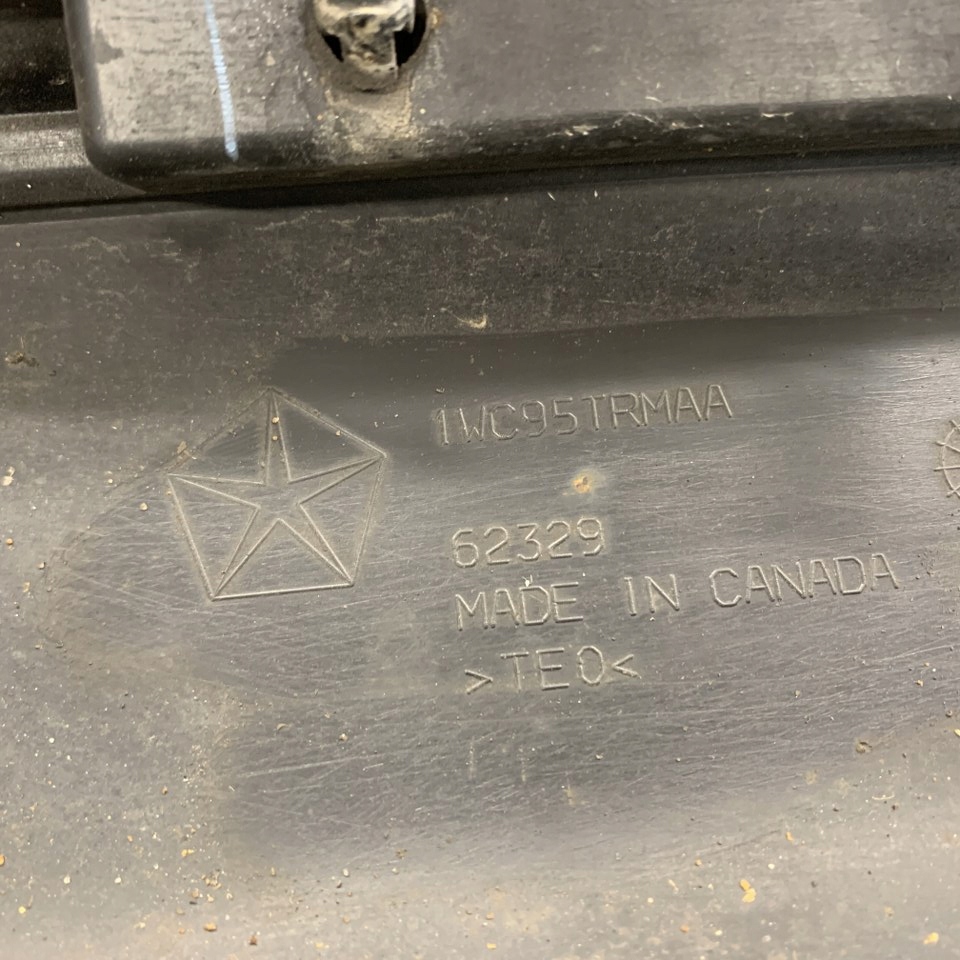 1WC95TRMAA
62329
MADE IN CANADA
>TEO<